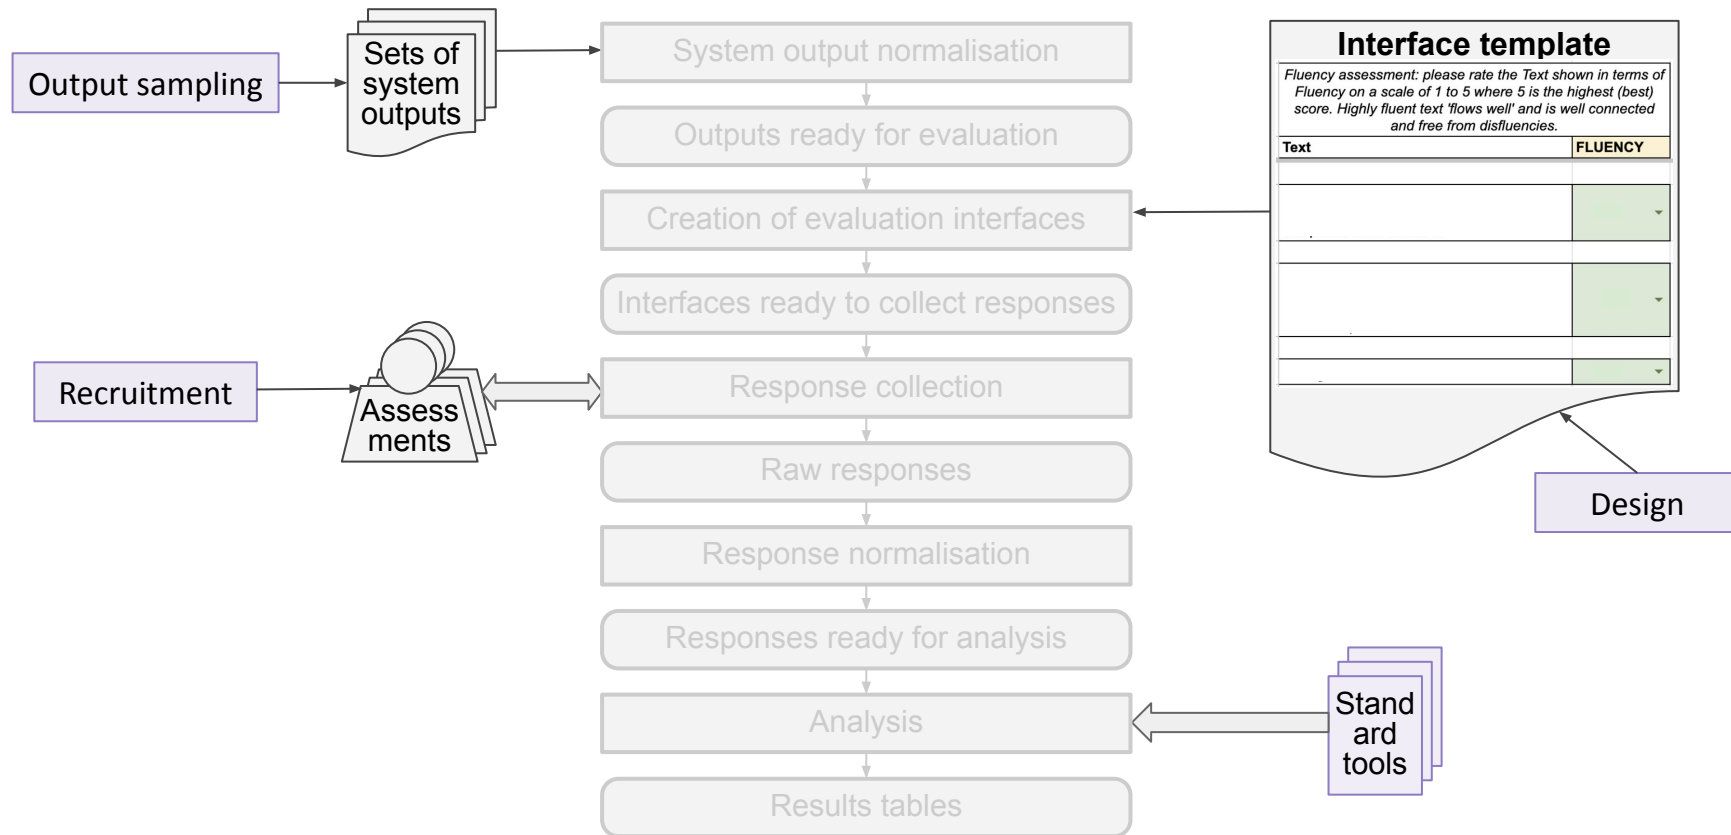 Output sampling
Sets of
system
outputs
System output normalisation
Outputs ready for evaluation
Creation of evaluation interfaces
Interfaces ready to collect responses
Recruitment
Assess
ments
Response collection
Raw responses
Response normalisation
Responses ready for analysis
Analysis
Results tables
Interface template
Fluency assessment: please rate the Text shown in terms of
Fluency on a scale of 1 to 5 where 5 is the highest (best)
score. Highly fluent text 'flows well' and is well connected
and free from disfluencies.
Text
FLUENCY
Design
Stand
ard
tools